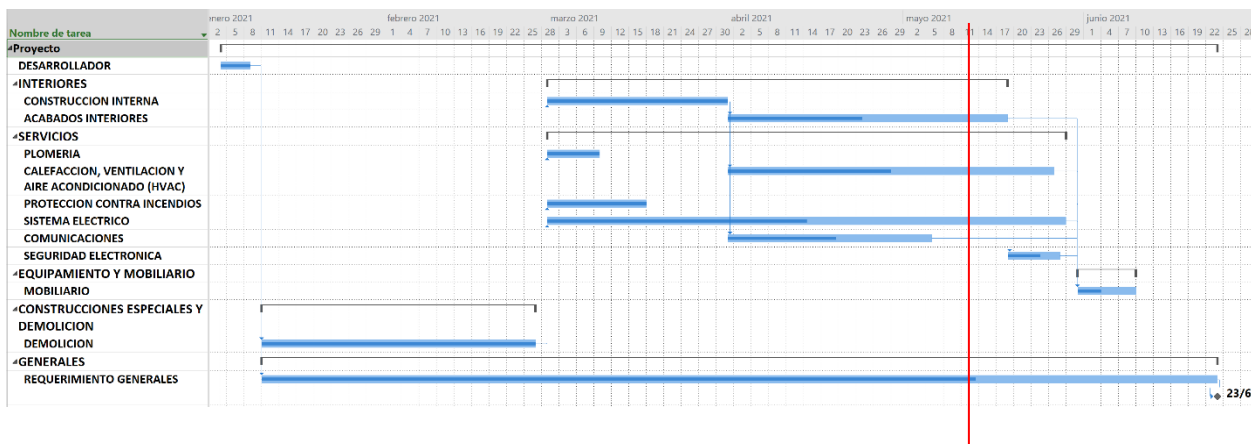 enero 2021 febrero 2021 marzo 2021 abril 2021 mayo 2021 junio 2021
Nombre de tarea 2 5 8 11 14 17 20 23 26 29 1 4 7 10 13 16 19 22 25 28 3 6 9 12 15 18 21 24 27 30 2 5 8 11 14 17 20 23 26 29 2 5 8 11 14 17 20 23 26 29 1 4 7 10 13 16 19 22 25 28
Proyecto
DESARROLLADOR
INTERIORES
CONSTRUCCION INTERNA
ACABADOS INTERIORES
SERVICIOS
PLOMERIA
CALEFACCION, VENTILACION Y
AIRE ACONDICIONADO (HVAC)
PROTECCION CONTRA INCENDIOS
SISTEMA ELECTRICO
COMUNICACIONES
SEGURIDAD ELECTRONICA
EQUIPAMIENTO Y MOBILIARIO
MOBILIARIO
CONSTRUCCIONES ESPECIALES Y
DEMOLICION
DEMOLICION
GENERALES
REQUERIMIENTO GENERALES
23/6